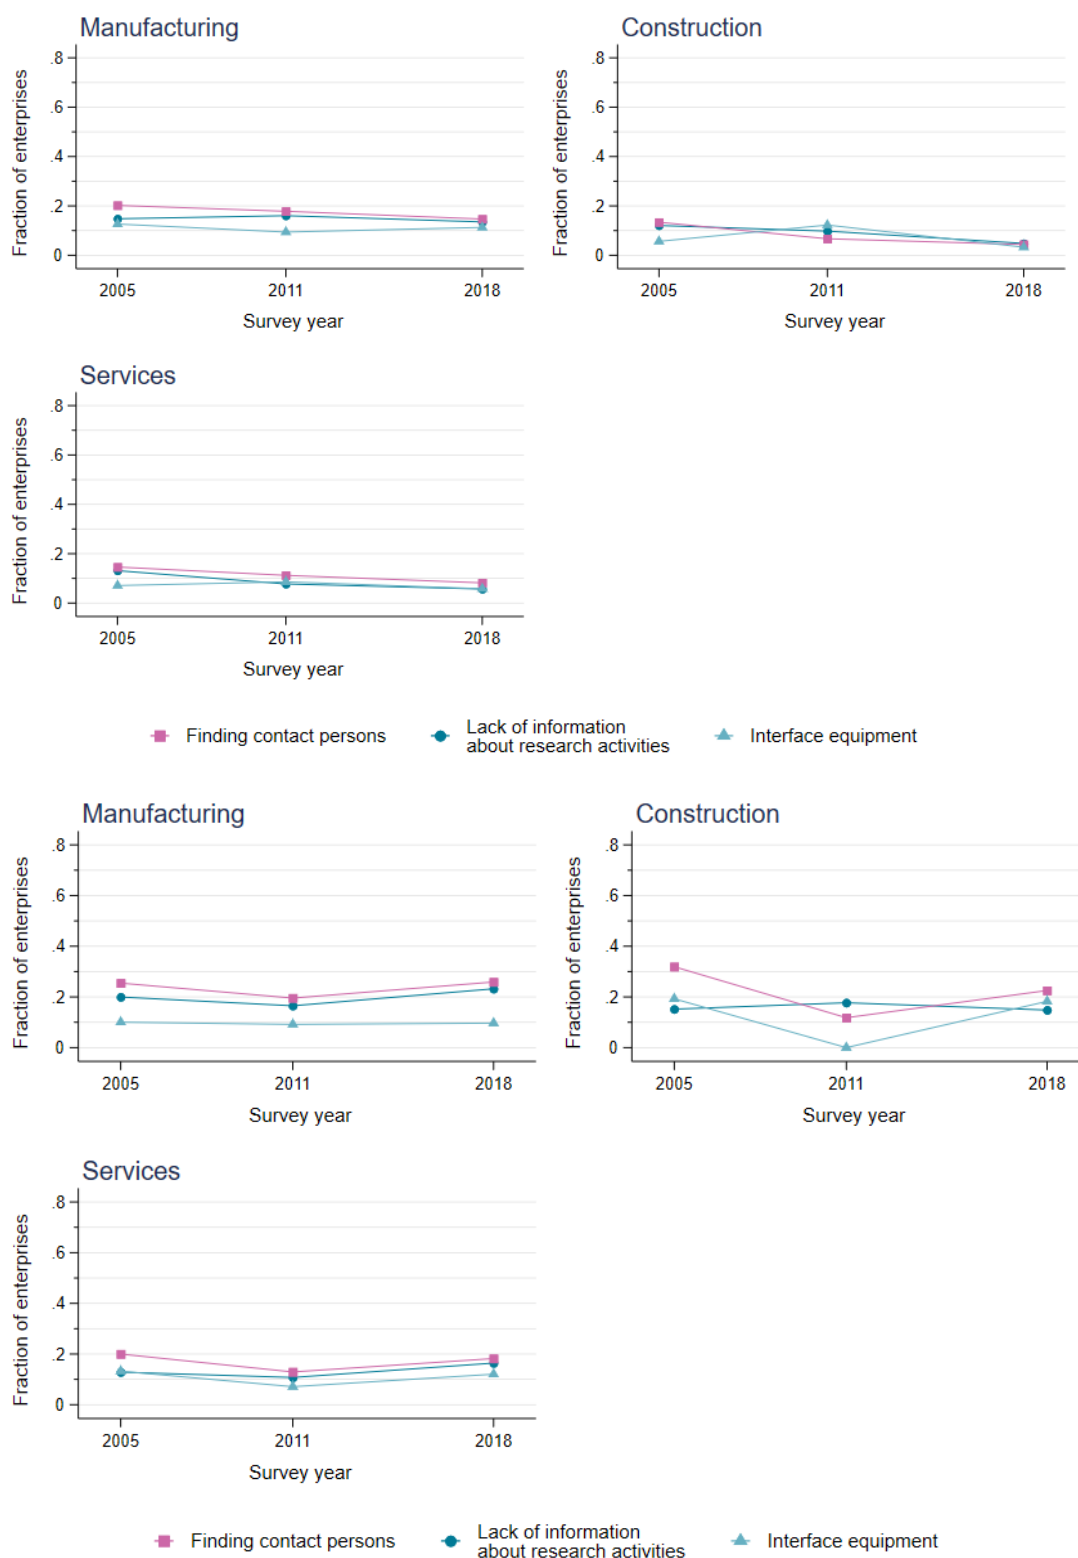 Manufacturing
Fraction of enterprises
.8
.6
.4
.2
0
2005 2011 2018
Survey year
Construction
Fraction of enterprises
.8
.6
.4
.2
0
2005 2011 2018
Survey year
Services
Fraction of enterprises
.8
.6
.4
.2
0
2005 2011 2018
Survey year
Finding contact persons
Lack of information
about research activities
Interface equipment
Manufacturing
Fraction of enterprises
.8
.6
.4
.2
0
2005 2011 2018
Survey year
Construction
Fraction of enterprises
.8
.6
.4
.2
0
2005 2011 2018
Survey year
Services
Fraction of enterprises
.8
.6
.4
.2
0
2005 2011 2018
Survey year
Finding contact persons
Lack of information
about research activities
Interface equipment